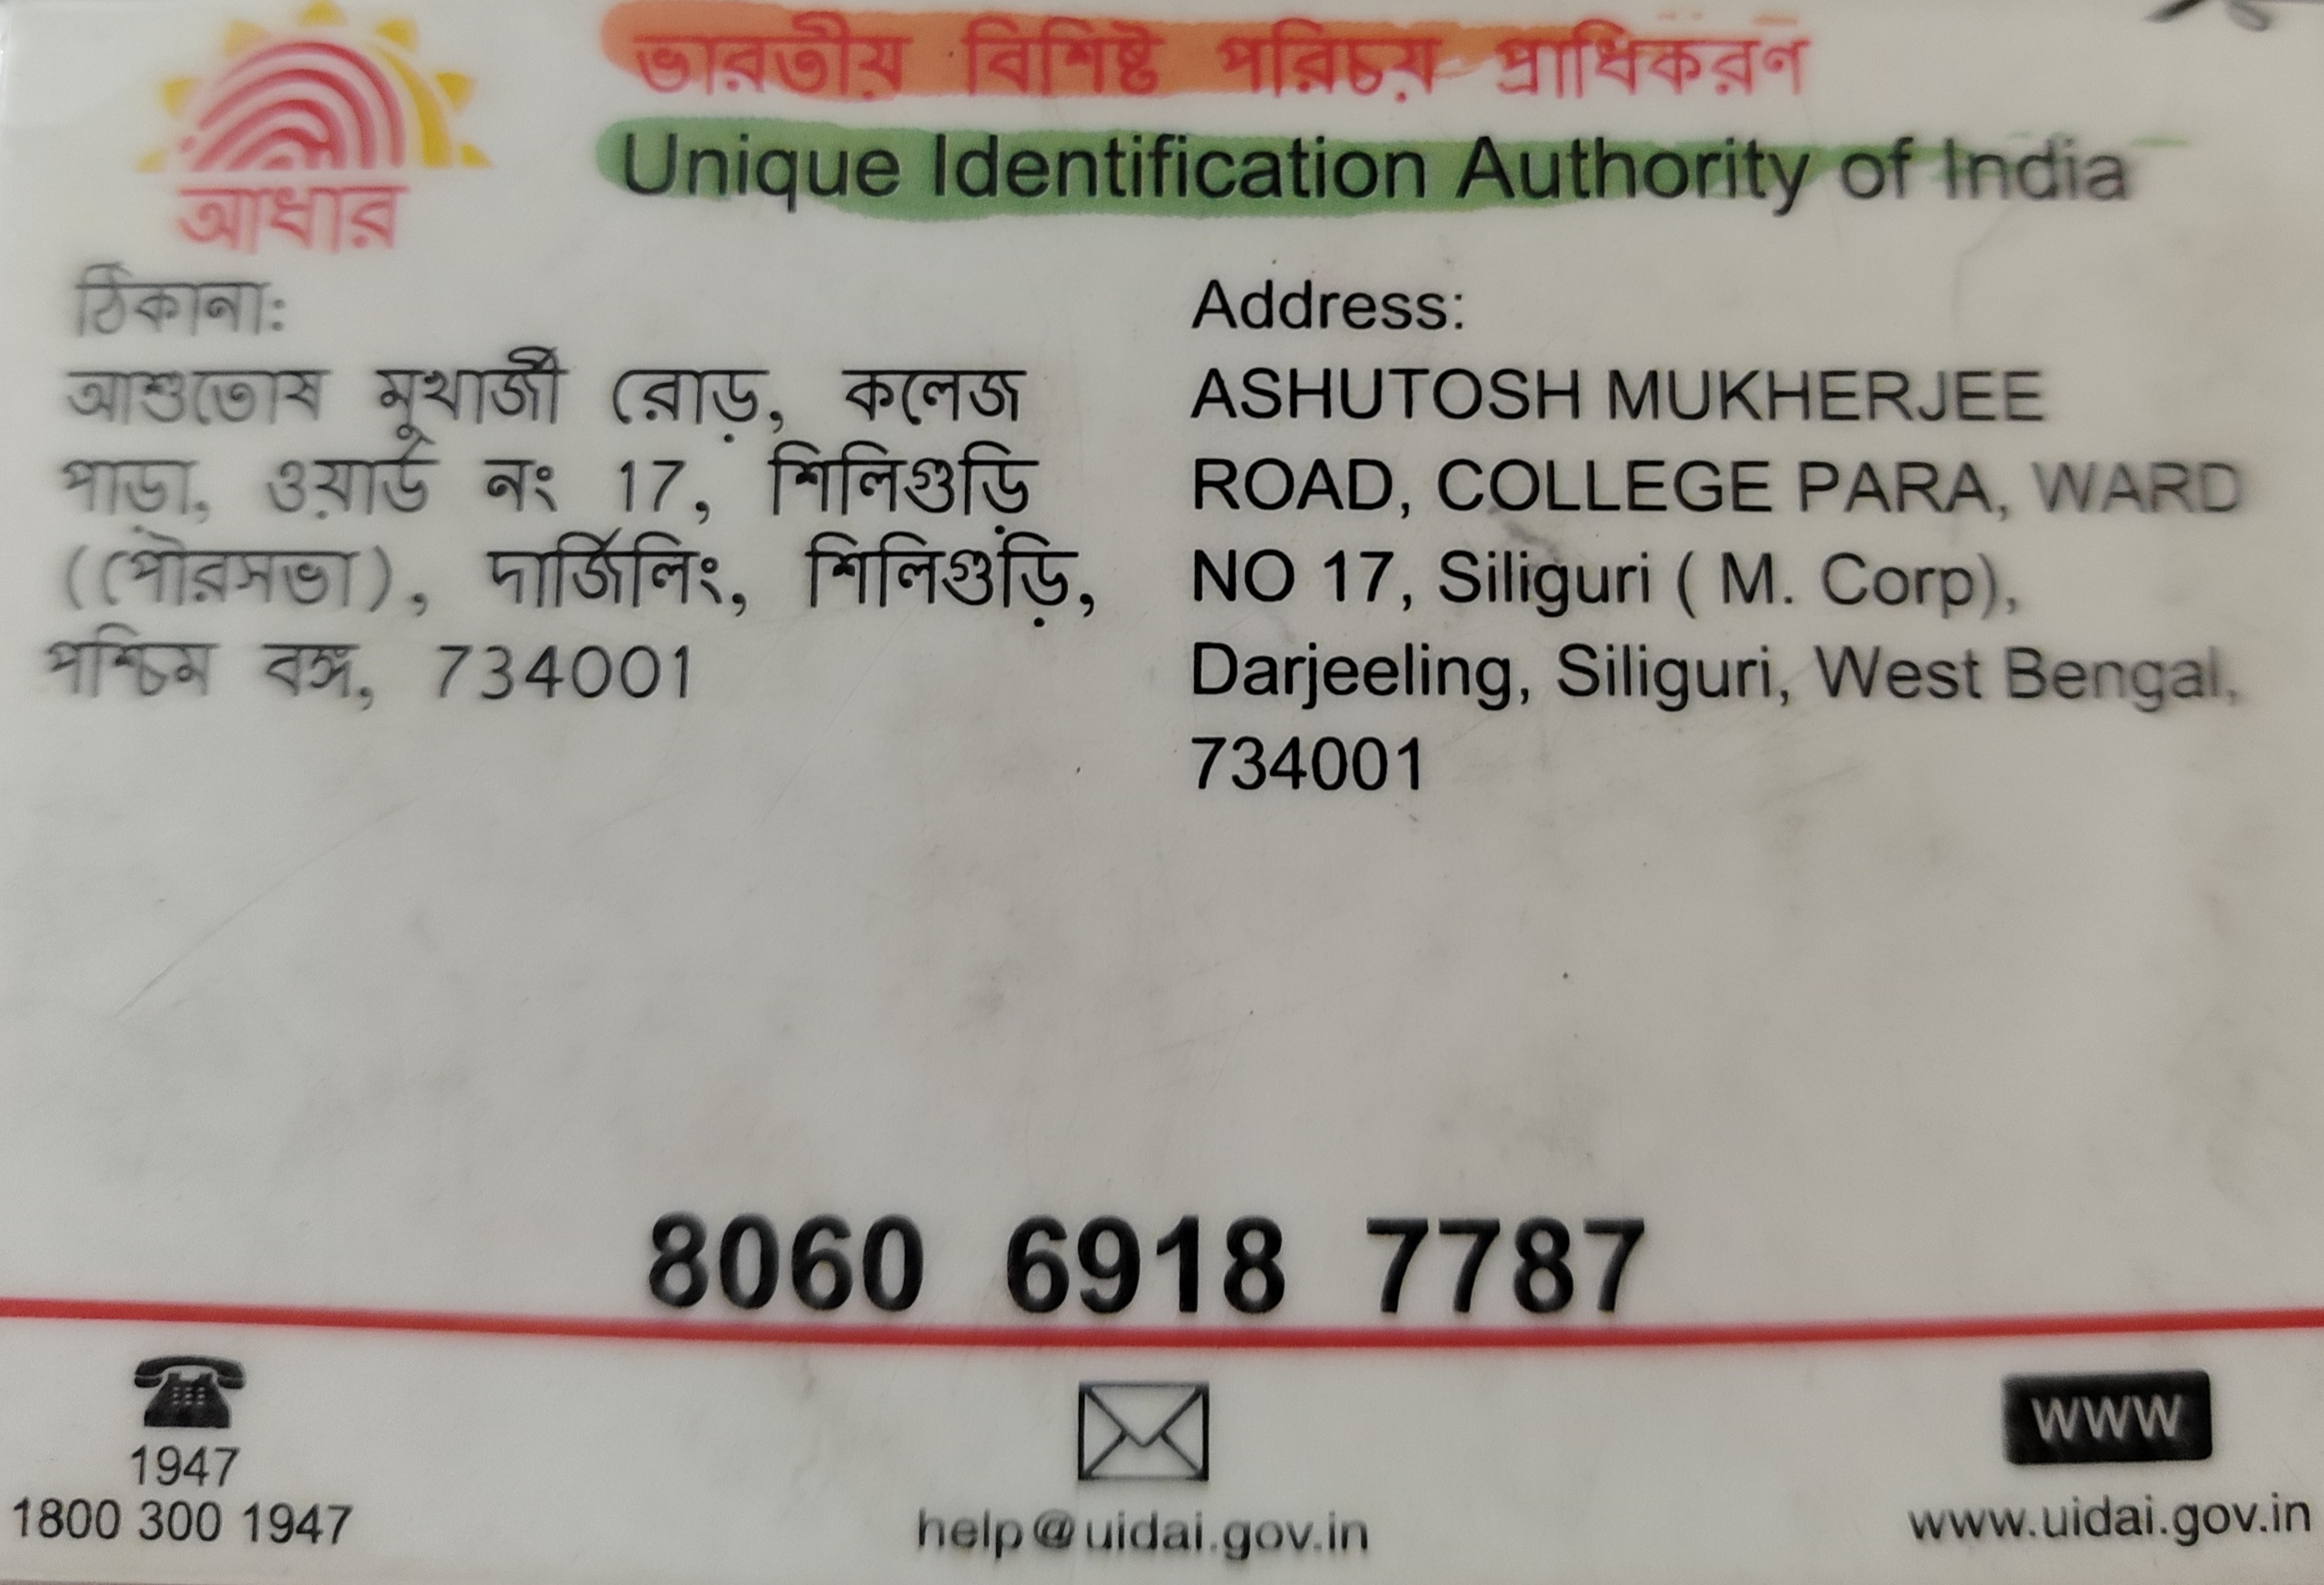 ভারতীয় বিশিষ্ট পরিচয় প্রাধিকরণ
Unique Identification Authority of India
আধার
ঠিকানা:
আশুতোষ মুখার্জী রোড়, কলেজ
পাড়া, ওয়ার্ড নং 17, শিলিগুড়ি
(পৌরসভা), দার্জিলিং, শিলিগুড়ি,
পশ্চিম বঙ্গ, 734001
Address:
ASHUTOSH MUKHERJEE
ROAD, COLLEGE PARA, WARD
NO 17, Siliguri ( M. Corp),
Darjeeling, Siliguri, West Bengal,
734001
8060 6918 7787
1947
1800 300 1947
help@uidai.gov.in
WWW
www.uidai.gov.in